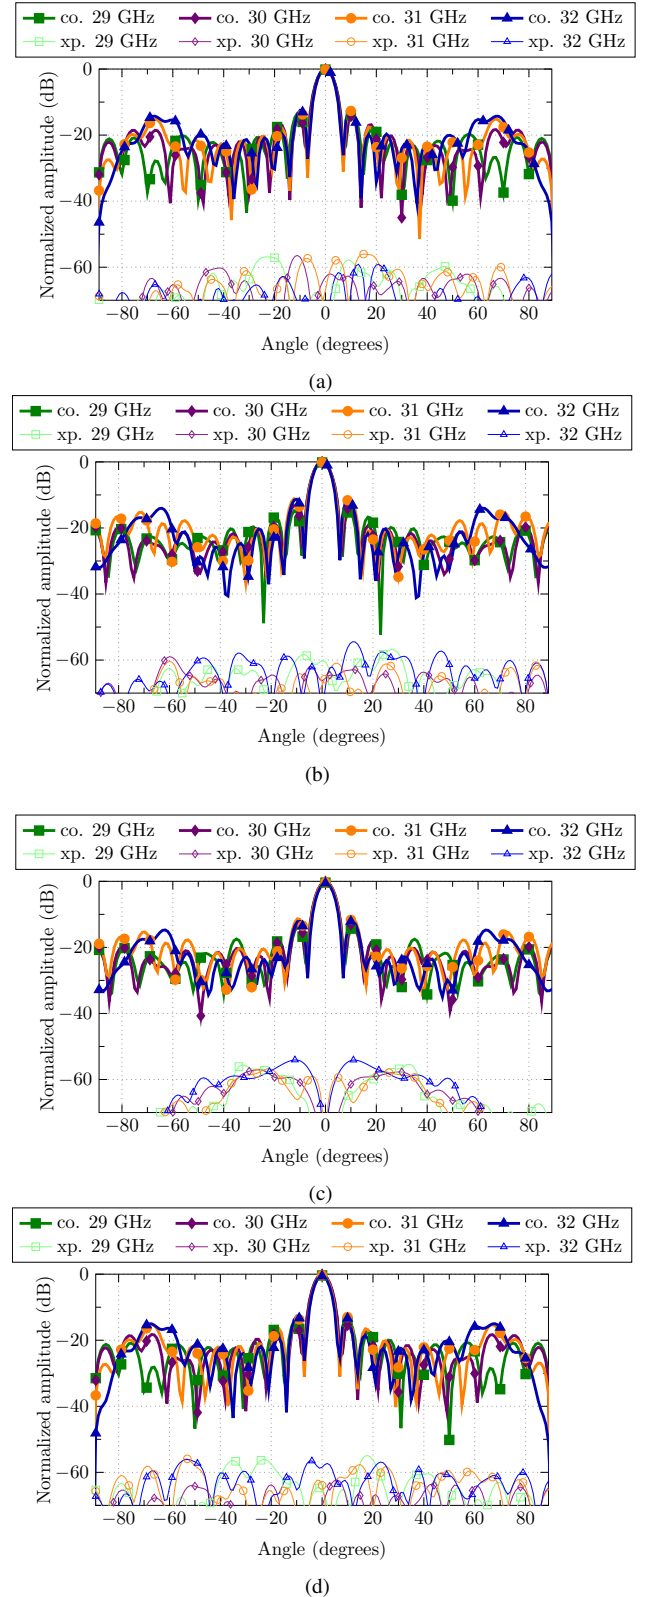 co. 29 GHz co. 30 GHz co. 31 GHz co. 32 GHz
xp. 29 GHz xp. 30 GHz xp. 31 GHz xp. 32 GHz
0
−20
−40
−60
Normalized amplitude (dB)
−80 −60 −40 −20 0 20 40 60 80
Angle (degrees)
(a)
co. 29 GHz co. 30 GHz co. 31 GHz co. 32 GHz
xp. 29 GHz xp. 30 GHz xp. 31 GHz xp. 32 GHz
0
−20
−40
−60
Normalized amplitude (dB)
−80 −60 −40 −20 0 20 40 60 80
Angle (degrees)
(b)
co. 29 GHz co. 30 GHz co. 31 GHz co. 32 GHz
xp. 29 GHz xp. 30 GHz xp. 31 GHz xp. 32 GHz
0
−20
−40
−60
Normalized amplitude (dB)
−80 −60 −40 −20 0 20 40 60 80
Angle (degrees)
(c)
co. 29 GHz co. 30 GHz co. 31 GHz co. 32 GHz
xp. 29 GHz xp. 30 GHz xp. 31 GHz xp. 32 GHz
0
−20
−40
−60
Normalized amplitude (dB)
−80 −60 −40 −20 0 20 40 60 80
Angle (degrees)
(d)